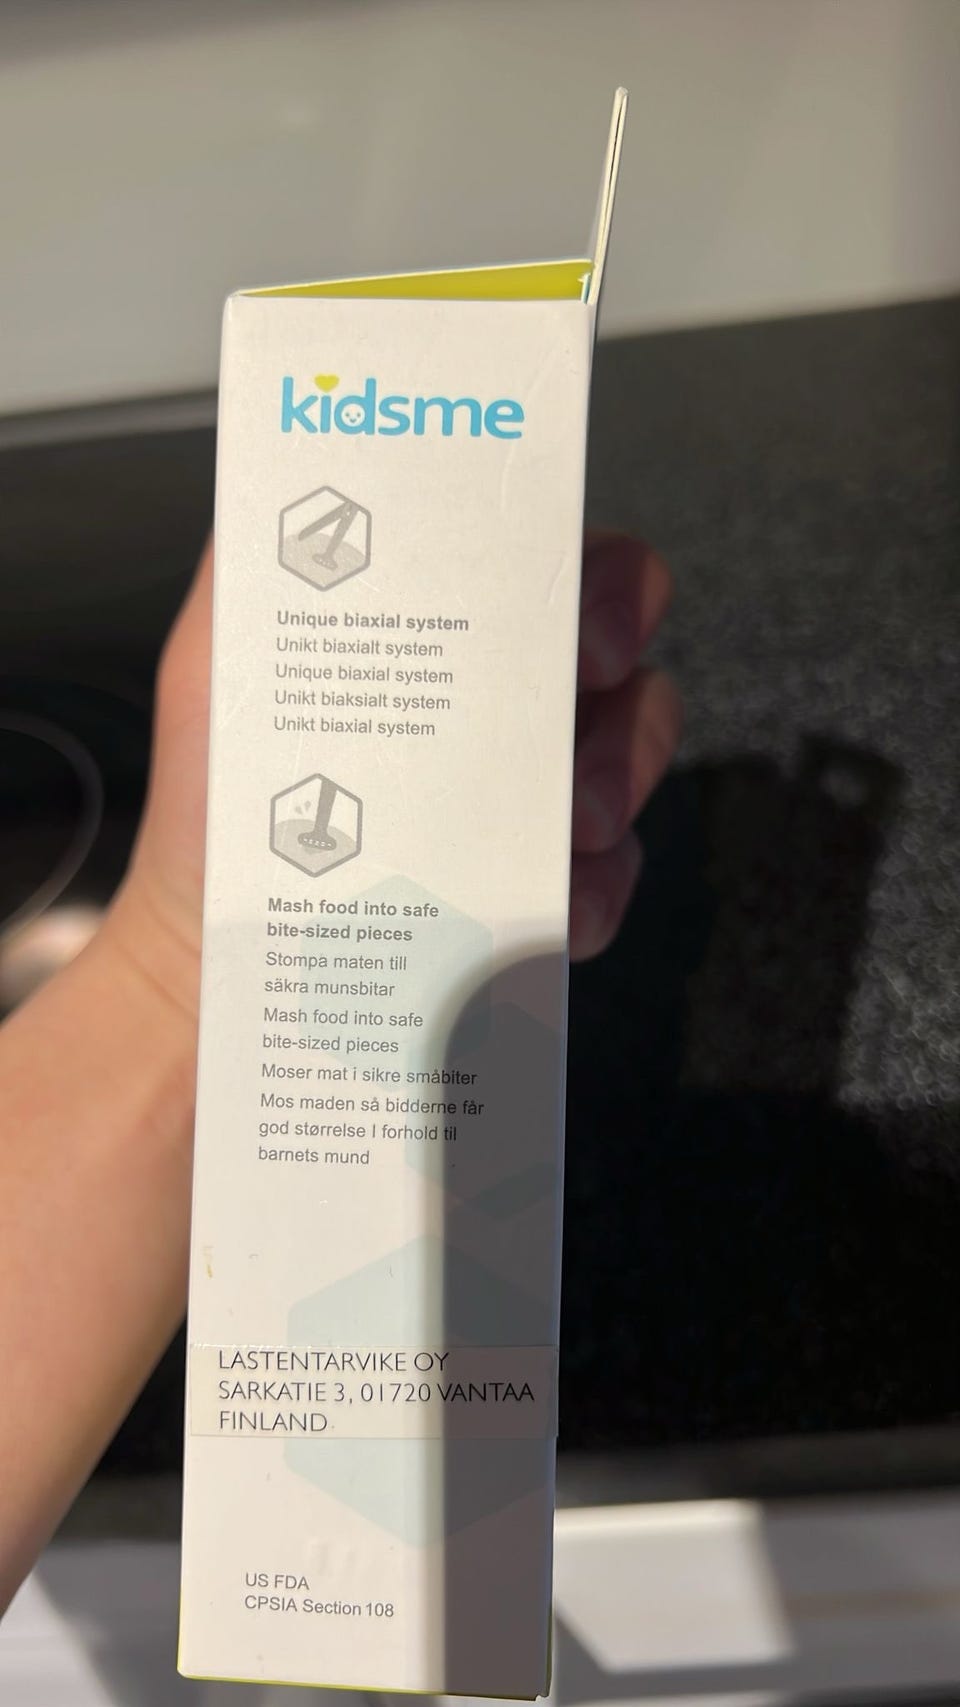 kidsme
Unique biaxial system
Unikt biaxialt system
Unique biaxial system
Unikt biaksialt system
Unikt biaxial system
Mash food into safe
bite-sized pieces
Stompa maten till
säkra munsbitar
Mash food into safe
bite-sized pieces
Moser mat i sikre småbiter
Mos maden så bidderne får
god størrelse I forhold til
barnets mund
LASTENTARVIKE OY
SARKATIE 3, 01720 VANTAA
FINLAND
US FDA
CPSIA Section 108